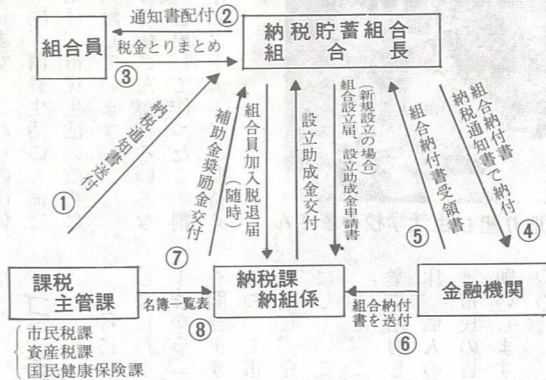 通知書配付②
組合員
税金とりまとめ
③
納税貯蓄組合
組合長
①
納税通知書送付
⑦
補助金奨励金交付
組合員加入脱退届
(随時)
設立助成金交付
(新規設立の場合)
組合設立届、設立助成金申請書
⑤
組合納付書受領書
組合納付書
納税通知書で納付
④
課税
主管課
名簿一覧表
⑧
納税課
納組係
組合納付
書を送付
⑥
金融機関
市民税課
資産税課
国民健康保険課